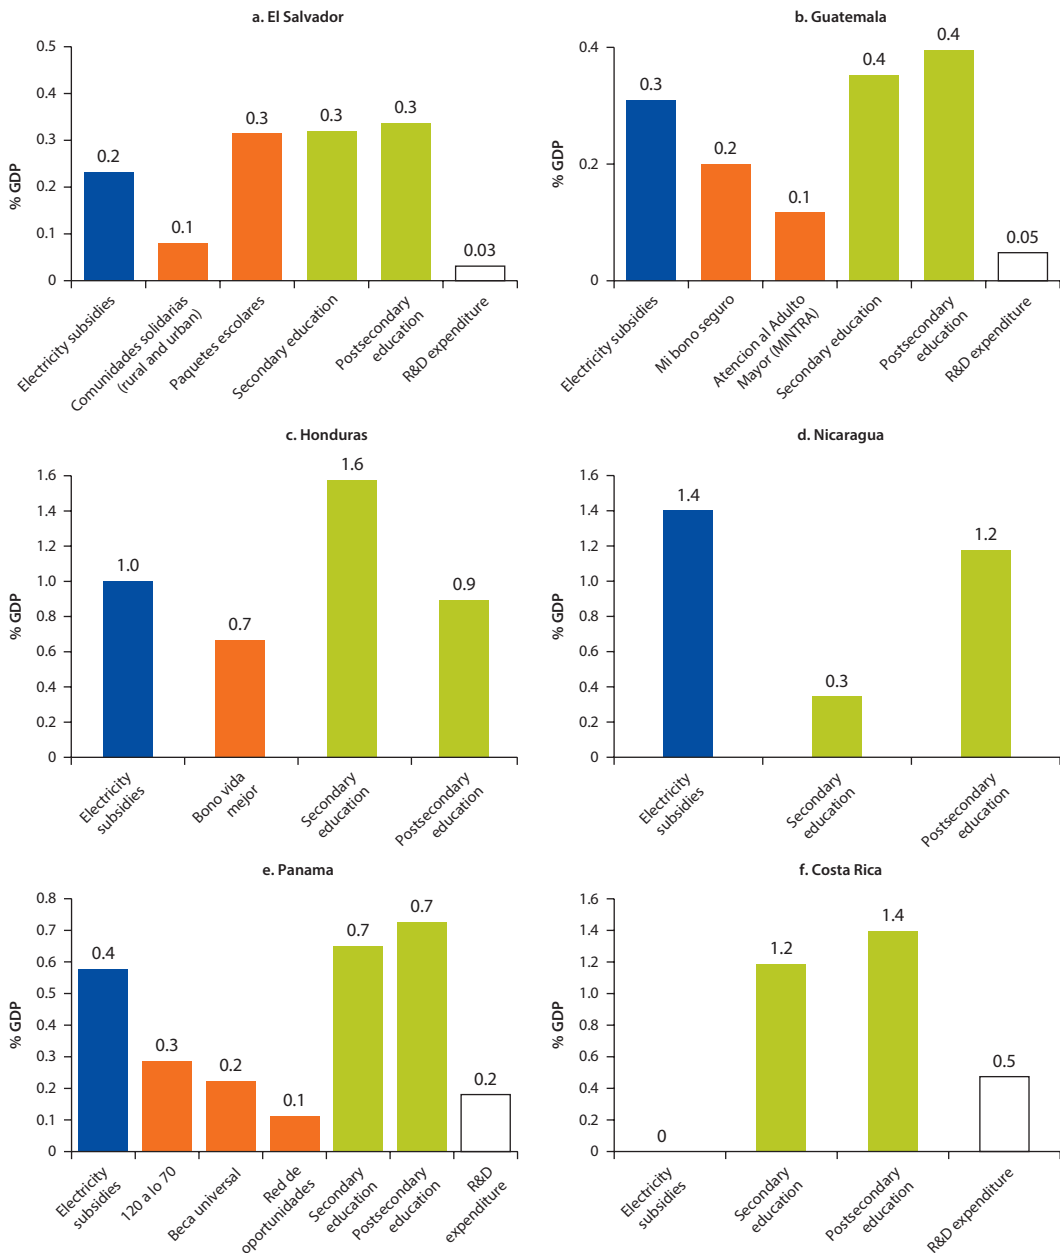 a. El Salvador
% GDP
0.5
0.4
0.3
0.2
0.1
0
0.2
0.1
0.3
0.3
0.3
0.03
Electricity subsidies
Comunidades solidarias
(rural and urban)
Paquetes escolares
Secondary education
Postsecondary
education
R&D expenditure
b. Guatemala
% GDP
0.4
0.2
0
0.3
0.2
0.1
0.4
0.4
0.05
Electricity subsidies
Mi bono seguro
Atencion al Adulto
Mayor (MINTRA)
Secondary education
Postsecondary
education
R&D expenditure
c. Honduras
% GDP
1.6
1.4
1.2
1.0
0.8
0.6
0.4
0.2
0
1.0
0.7
1.6
0.9
Electricity
subsidies
Bono vida
mejor
Secondary
education
Postsecondary
education
d. Nicaragua
% GDP
1.6
1.4
1.2
1.0
0.8
0.6
0.4
0.2
0
1.4
0.3
1.2
Electricity
subsidies
Secondary
education
Postsecondary
education
e. Panama
% GDP
0.8
0.7
0.6
0.5
0.4
0.3
0.2
0.1
0
0.4
0.3
0.2
0.1
0.7
0.7
0.2
Electricity
subsidies
120 a lo 70
Beca universal
Red de
oportunidades
Secondary
education
Postsecondary
education
R&D
expenditure
f. Costa Rica
% GDP
1.6
1.4
1.2
1.0
0.8
0.6
0.4
0.2
0
0
1.2
1.4
0.5
Electricity
subsidies
Secondary
education
Postsecondary
education
R&D expenditure